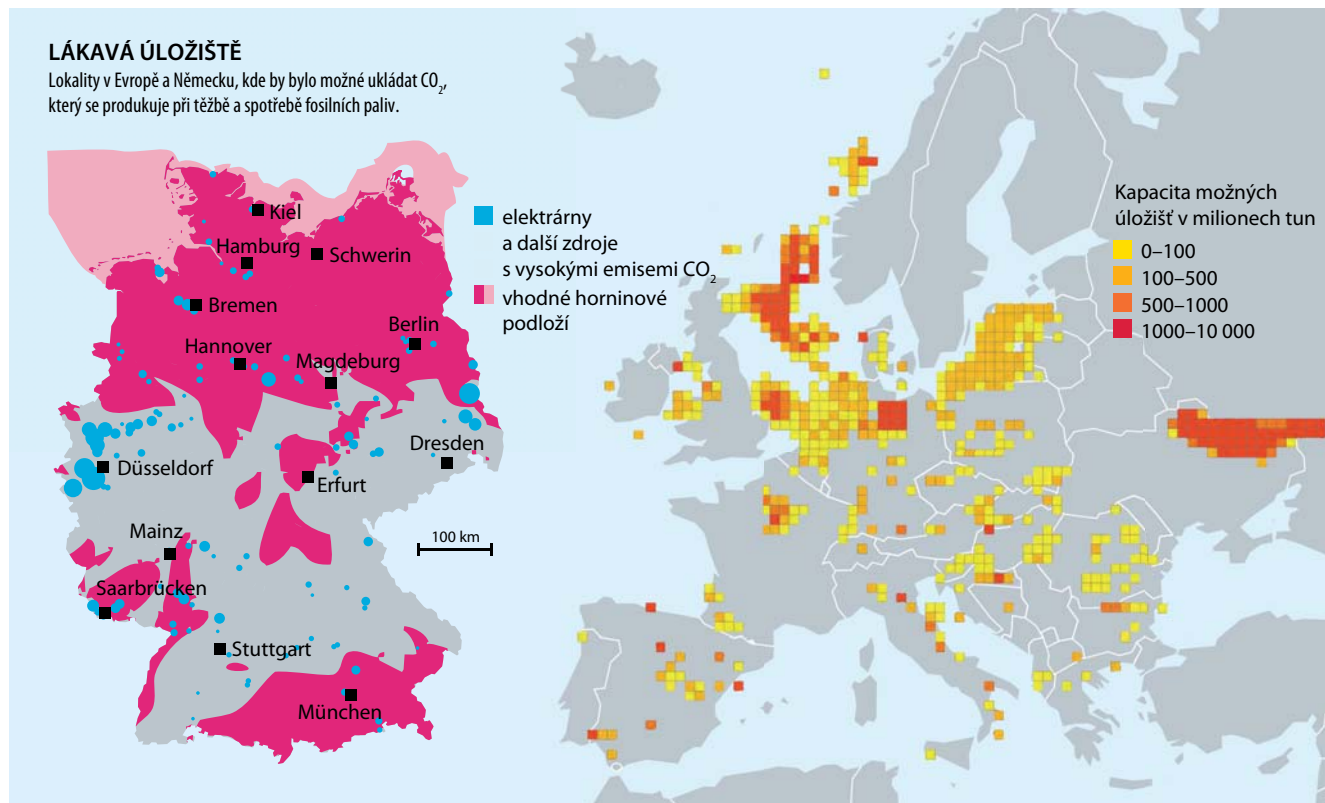 LÁKAVÁ ÚLOŽIŠTĚ
Lokality v Evropě a Německu, kde by bylo možné ukládat CO₂,
který se produkuje při těžbě a spotřebě fosilních paliv.
Kiel
Hamburg
Schwerin
Bremen
Berlin
Hannover
Magdeburg
Dresden
Düsseldorf
Erfurt
Mainz
100 km
Saarbrücken
Stuttgart
München
elektrárny
a další zdroje
s vysokými emisemi CO₂
vhodné horninové
podloží
Kapacita možných
úložišť v milionech tun
0–100
100–500
500–1000
1000–10 000